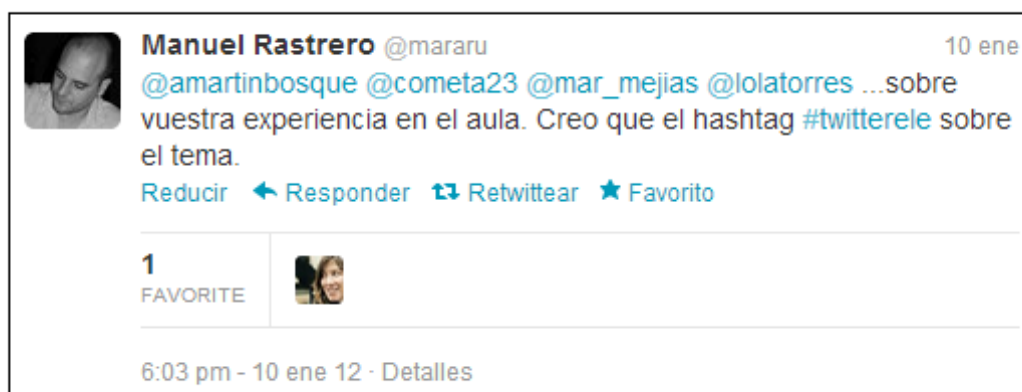 Manuel Rastrero @mararu 10 ene
@amartinbosque @cometa23 @mar_mejias @lolatorres ...sobre
vuestra experiencia en el aula. Creo que el hashtag #twitterele sobre
el tema.
Reducir Responder Retwittear Favorito
1
FAVORITE
6:03 pm - 10 ene 12 · Detalles